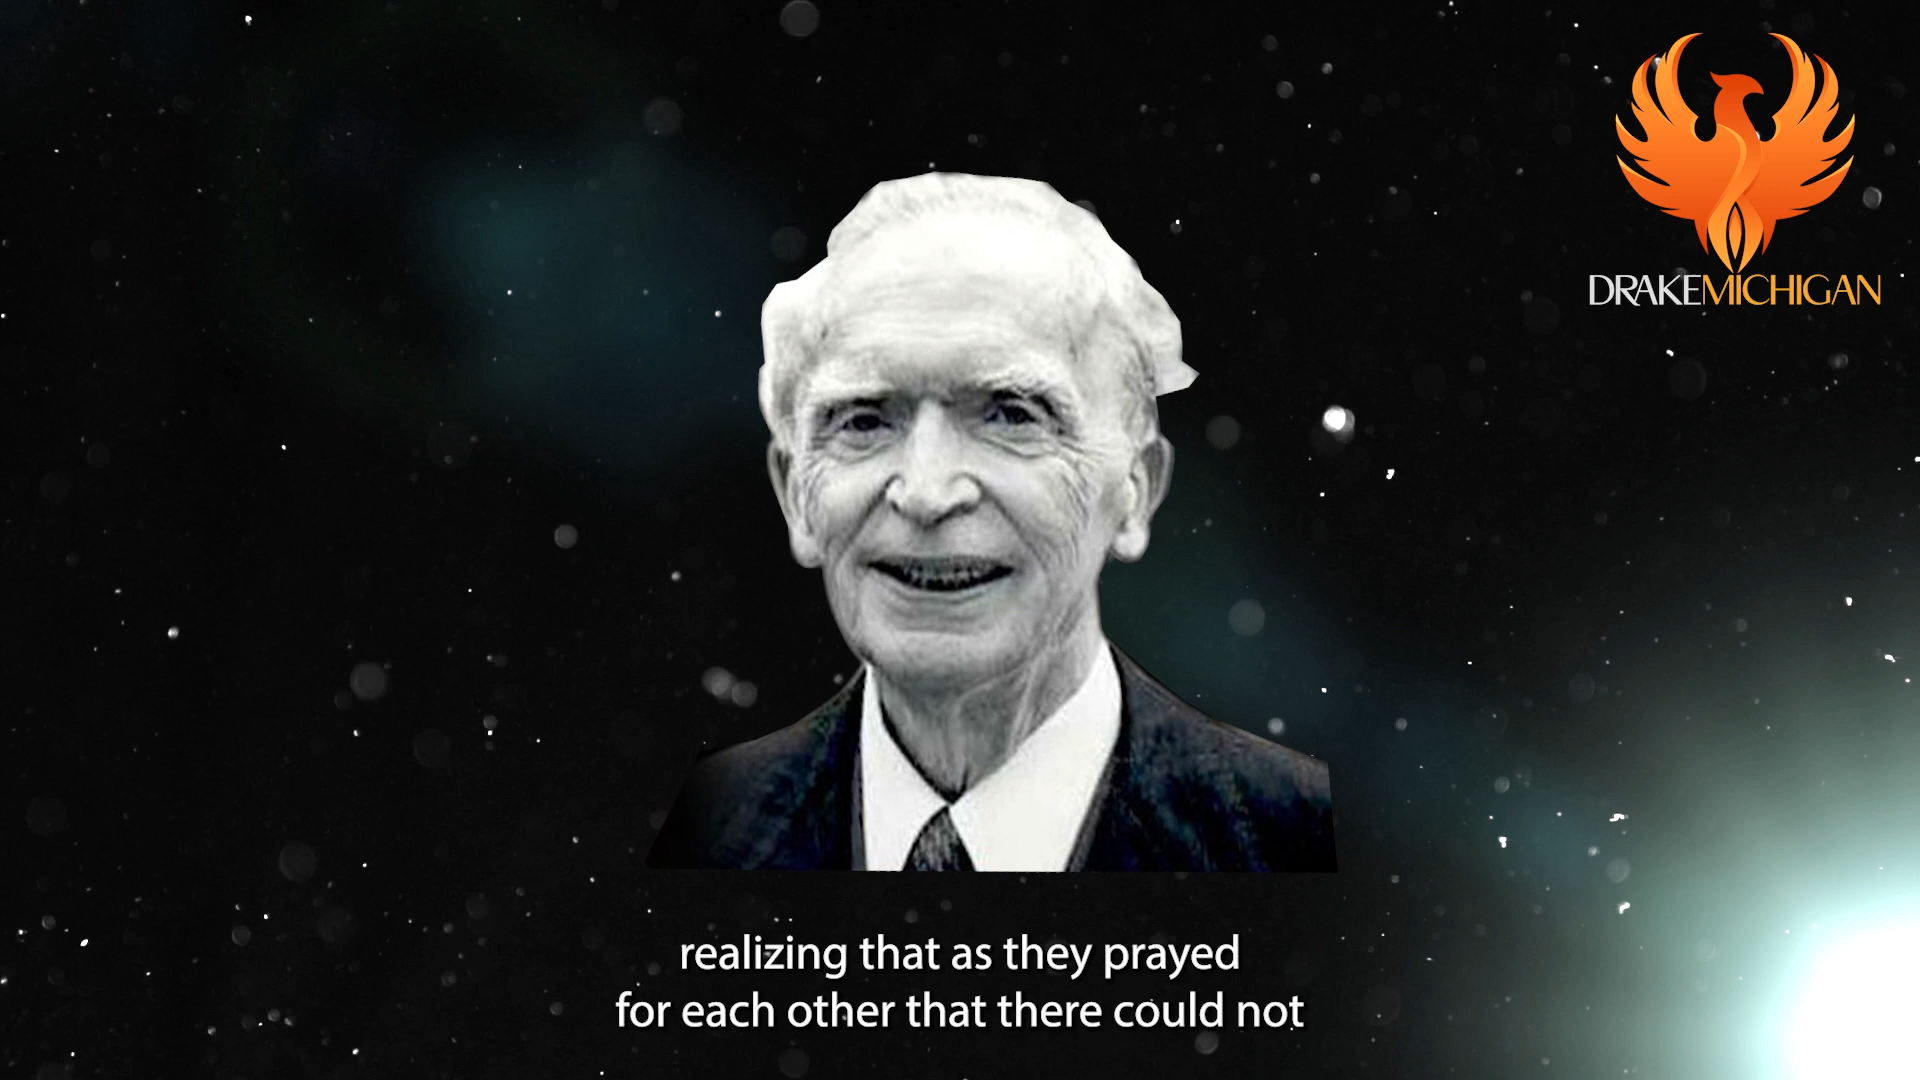 DRAKEMICHIGAN
realizing that as they prayed
for each other that there could not